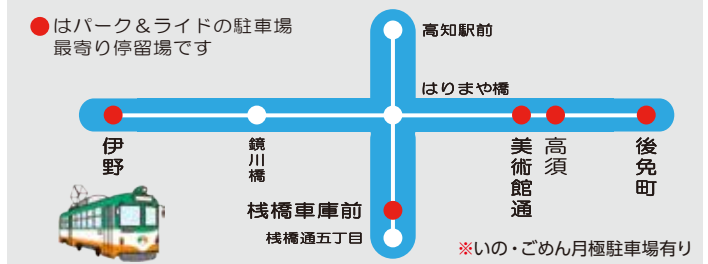 ●はパーク＆ライドの駐車場
最寄り停留場です
高知駅前
はりまや橋
伊野
鏡川橋
美術館通
高須
後免町
桟橋車庫前
桟橋通五丁目
※いの・ごめん月極駐車場有り